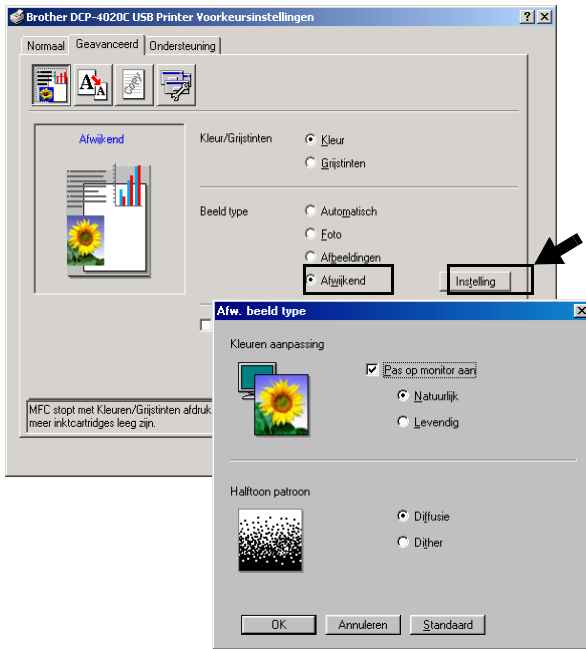 Brother DCP-4020C USB Printer Voorkeursinstellingen
Normaal Geavanceerd Ondersteuning
Afwijkend
Kleur/Grijstinten
Kleur
Grijstinten
Beeld type
Automatisch
Foto
Afbeeldingen
Afwijkend
Instelling
MFC stopt met Kleuren/Grijstinten afdruk
meer inktcartridges leeg zijn.
Afw. beeld type
Kleuren aanpassing
Pas op monitor aan
Natuurlijk
Levendig
Halftoon patroon
Diffusie
Dither
OK Annuleren Standaard